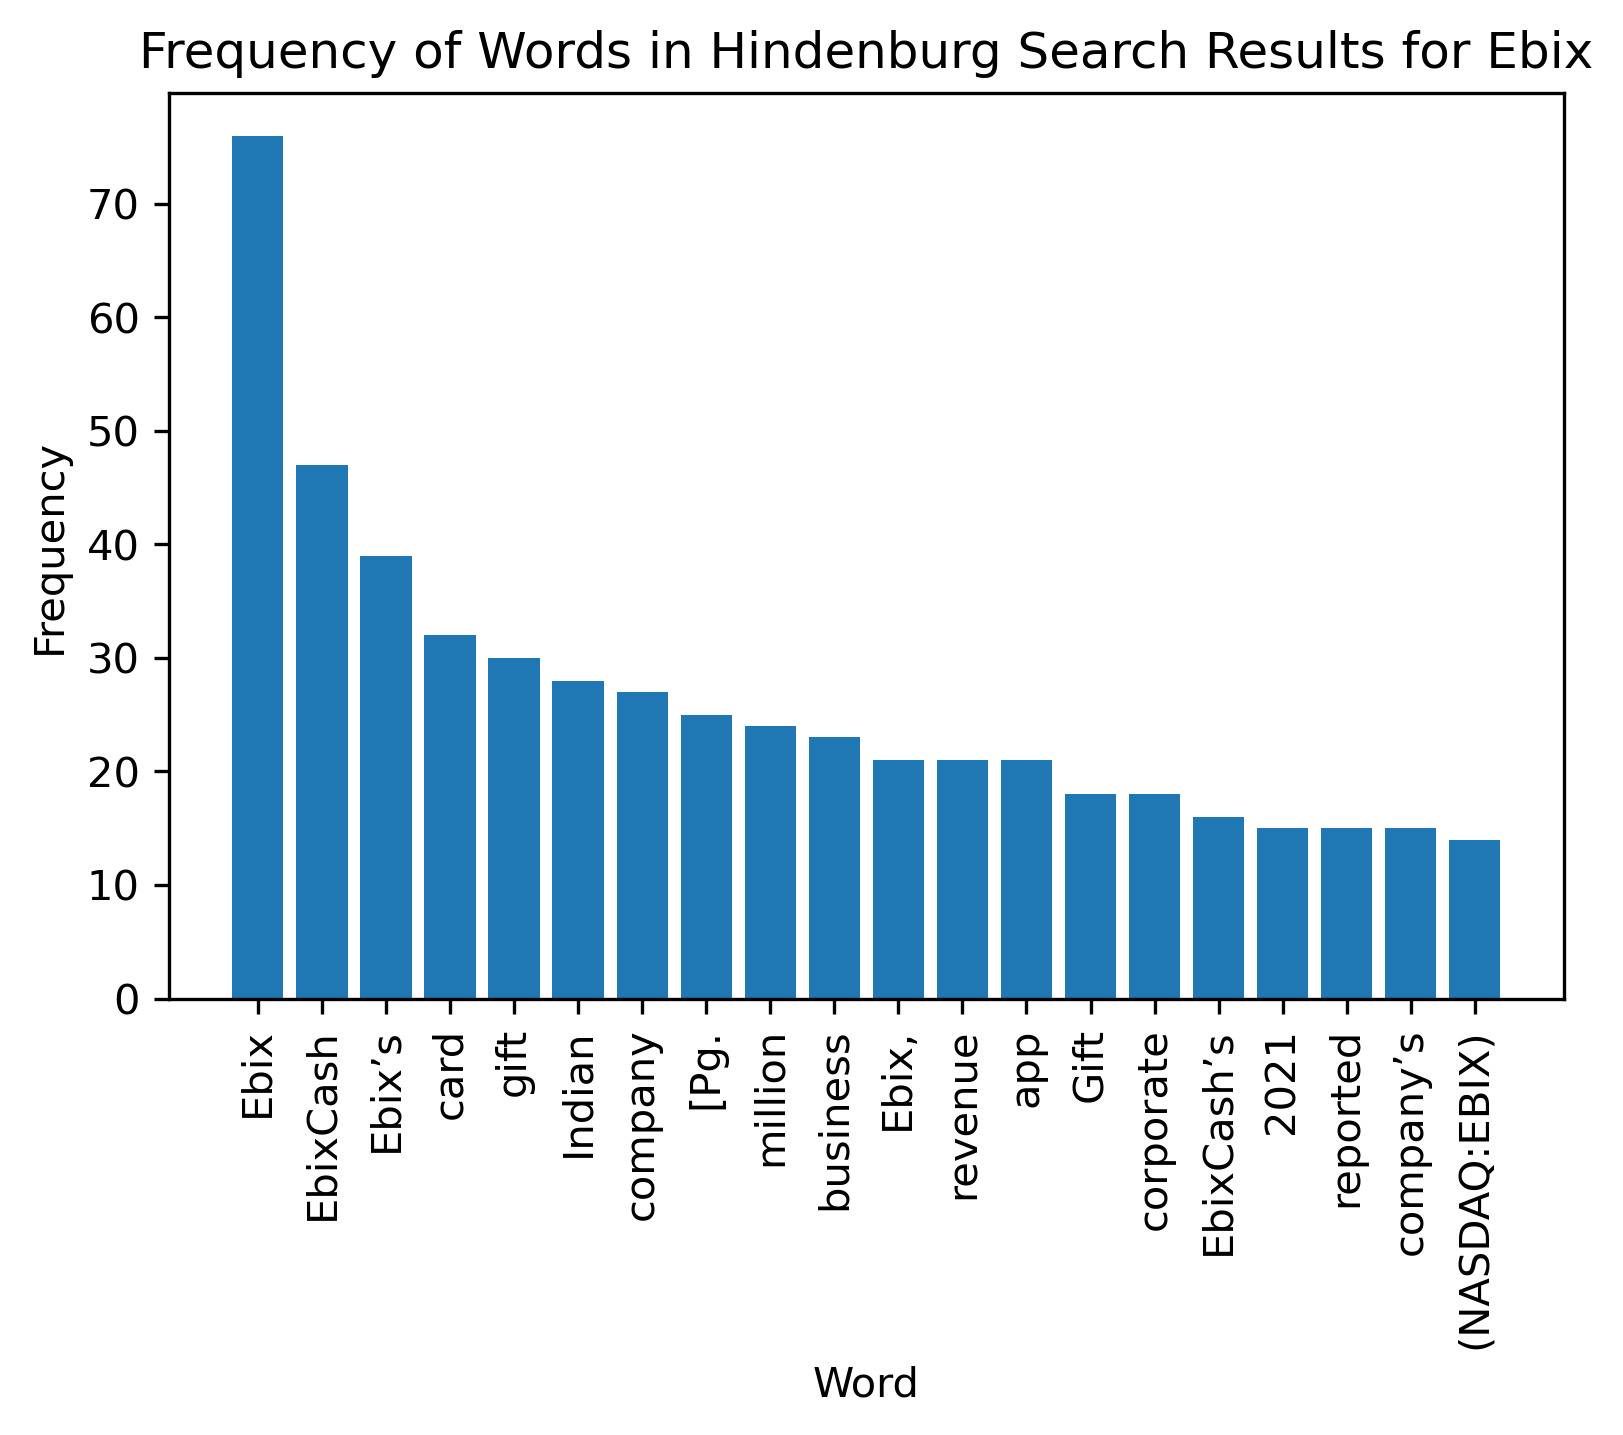 Frequency of Words in Hindenburg Search Results for Ebix
Frequency
70
60
50
40
30
20
10
0
Ebix
EbixCash
Ebix’s
card
gift
Indian
company
[Pg.
million
business
Ebix,
revenue
app
Gift
corporate
EbixCash’s
2021
reported
company’s
(NASDAQ:EBIX)
Word